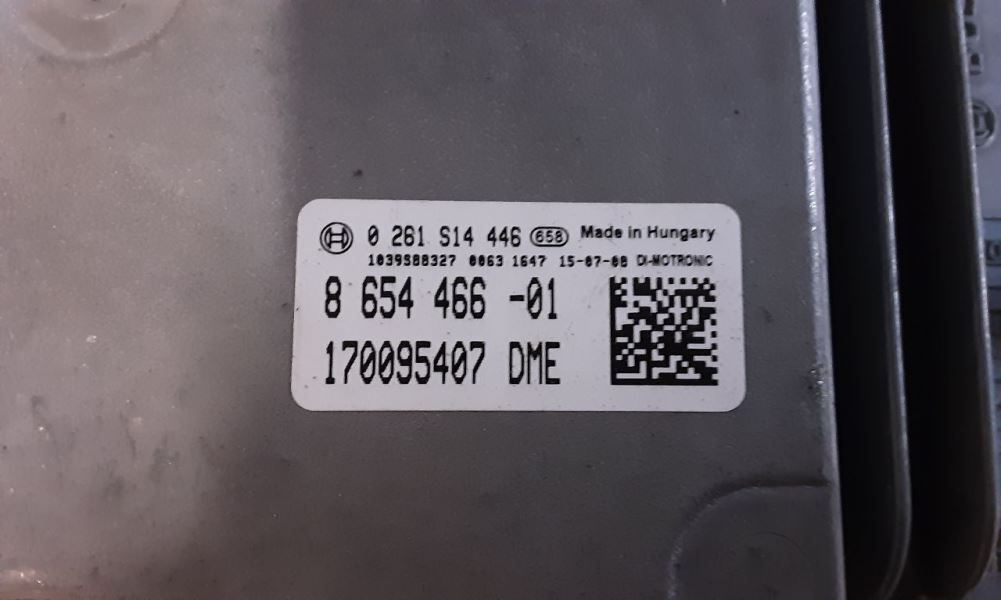 0 261 S14 446 658 Made in Hungary
1039S88327 0063 1647 15-07-08 DI-MOTRONIC
8 654 466 -01
170095407 DME